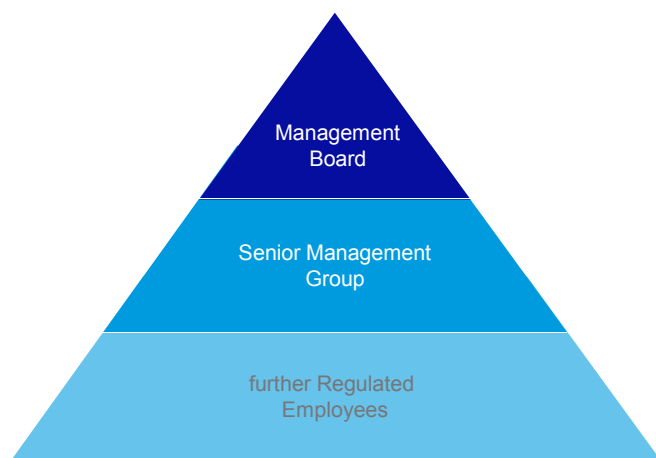 Management
Board
Senior Management
Group
further Regulated
Employees